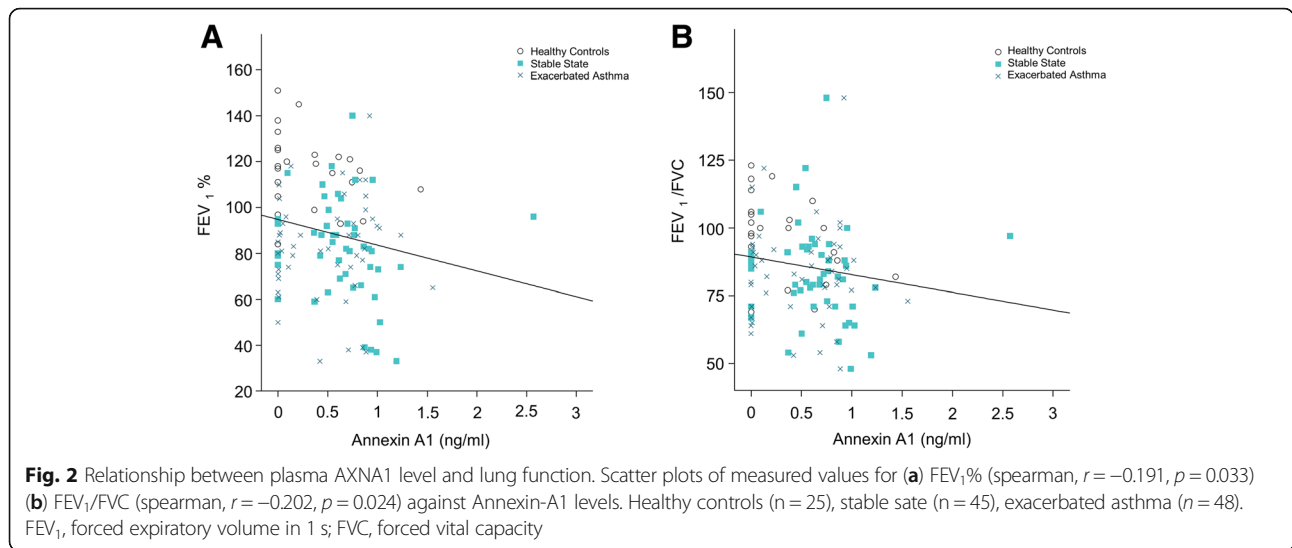 A
Healthy Controls
Stable State
Exacerbated Asthma
160
140
120
100
80
60
40
20
FEV 1 %
0 0.5 1 1.5 2 2.5 3
Annexin A1 (ng/ml)
B
Healthy Controls
Stable State
Exacerbated Asthma
150
125
100
75
50
FEV 1 /FVC
0 0.5 1 1.5 2 2.5 3
Annexin A1 (ng/ml)
Fig. 2 Relationship between plasma AXNA1 level and lung function. Scatter plots of measured values for (a) FEV₁% (spearman, r = −0.191, p = 0.033)
(b) FEV₁/FVC (spearman, r = −0.202, p = 0.024) against Annexin-A1 levels. Healthy controls (n = 25), stable sate (n = 45), exacerbated asthma (n = 48).
FEV₁, forced expiratory volume in 1 s; FVC, forced vital capacity